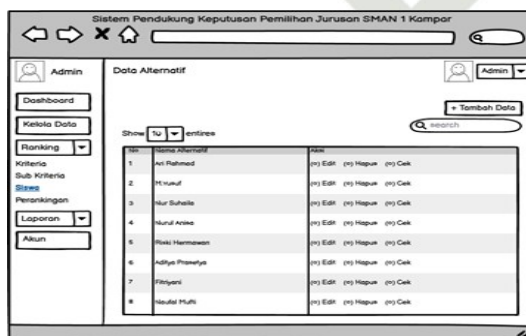 Sistem Pendukung Keputusan Pemilihan Jurusan SMAN 1 Kampar
Admin
Data Alternatif
Admin
Dashboard
Kelola Data
Ranking
Kriteria
Sub Kriteria
Siswa
Perankingan
Laporan
Akun
+ Tambah Data
search
Show 10 entires
No Nama Alternatif Aksi
1 Ari Rahmad (=) Edit (=) Hapus (=) Cek
2 M.Yusuf (=) Edit (=) Hapus (=) Cek
3 Nur Suhaila (=) Edit (=) Hapus (=) Cek
4 Nurul Anisa (=) Edit (=) Hapus (=) Cek
5 Rizki Hermawan (=) Edit (=) Hapus (=) Cek
6 Aditya Prasetya (=) Edit (=) Hapus (=) Cek
7 Fitriyani (=) Edit (=) Hapus (=) Cek
8 Naufal Mufti (=) Edit (=) Hapus (=) Cek